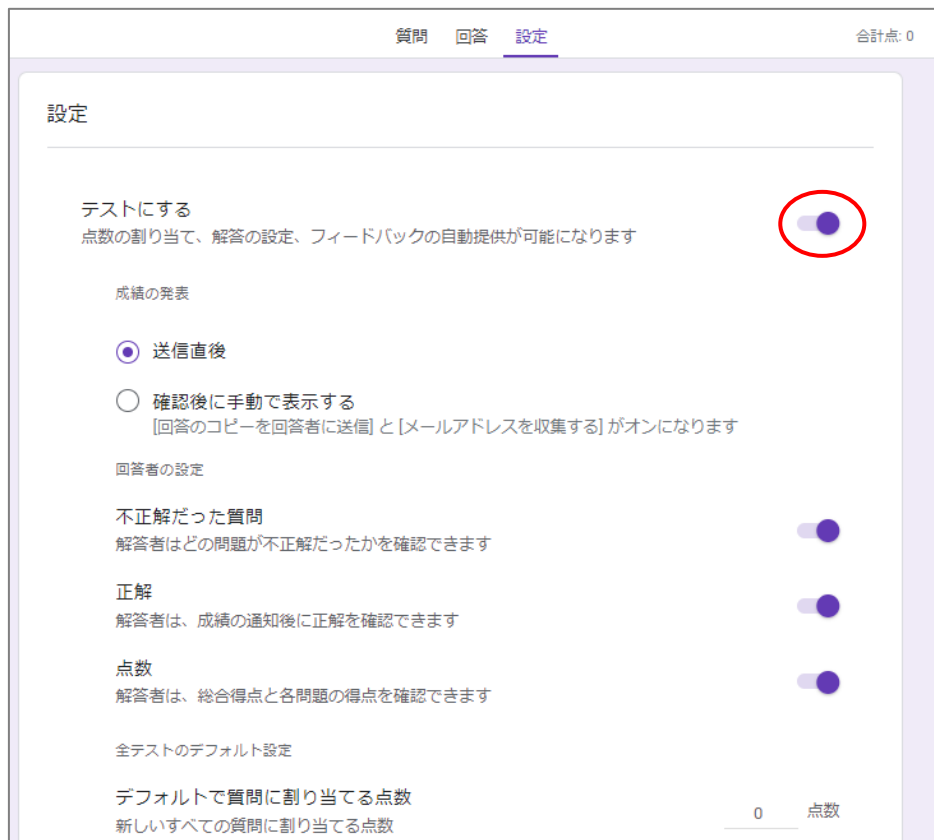 質問 回答 設定 合計点: 0
設定
テストにする
点数の割り当て、解答の設定、フィードバックの自動提供が可能になります
成績の発表
送信直後
確認後に手動で表示する
[回答のコピーを回答者に送信] と [メールアドレスを収集する] がオンになります
回答者の設定
不正解だった質問
解答者はどの問題が不正解だったかを確認できます
正解
解答者は、成績の通知後に正解を確認できます
点数
解答者は、総合得点と各問題の得点を確認できます
全テストのデフォルト設定
デフォルトで質問に割り当てる点数
新しいすべての質問に割り当てる点数
0 点数